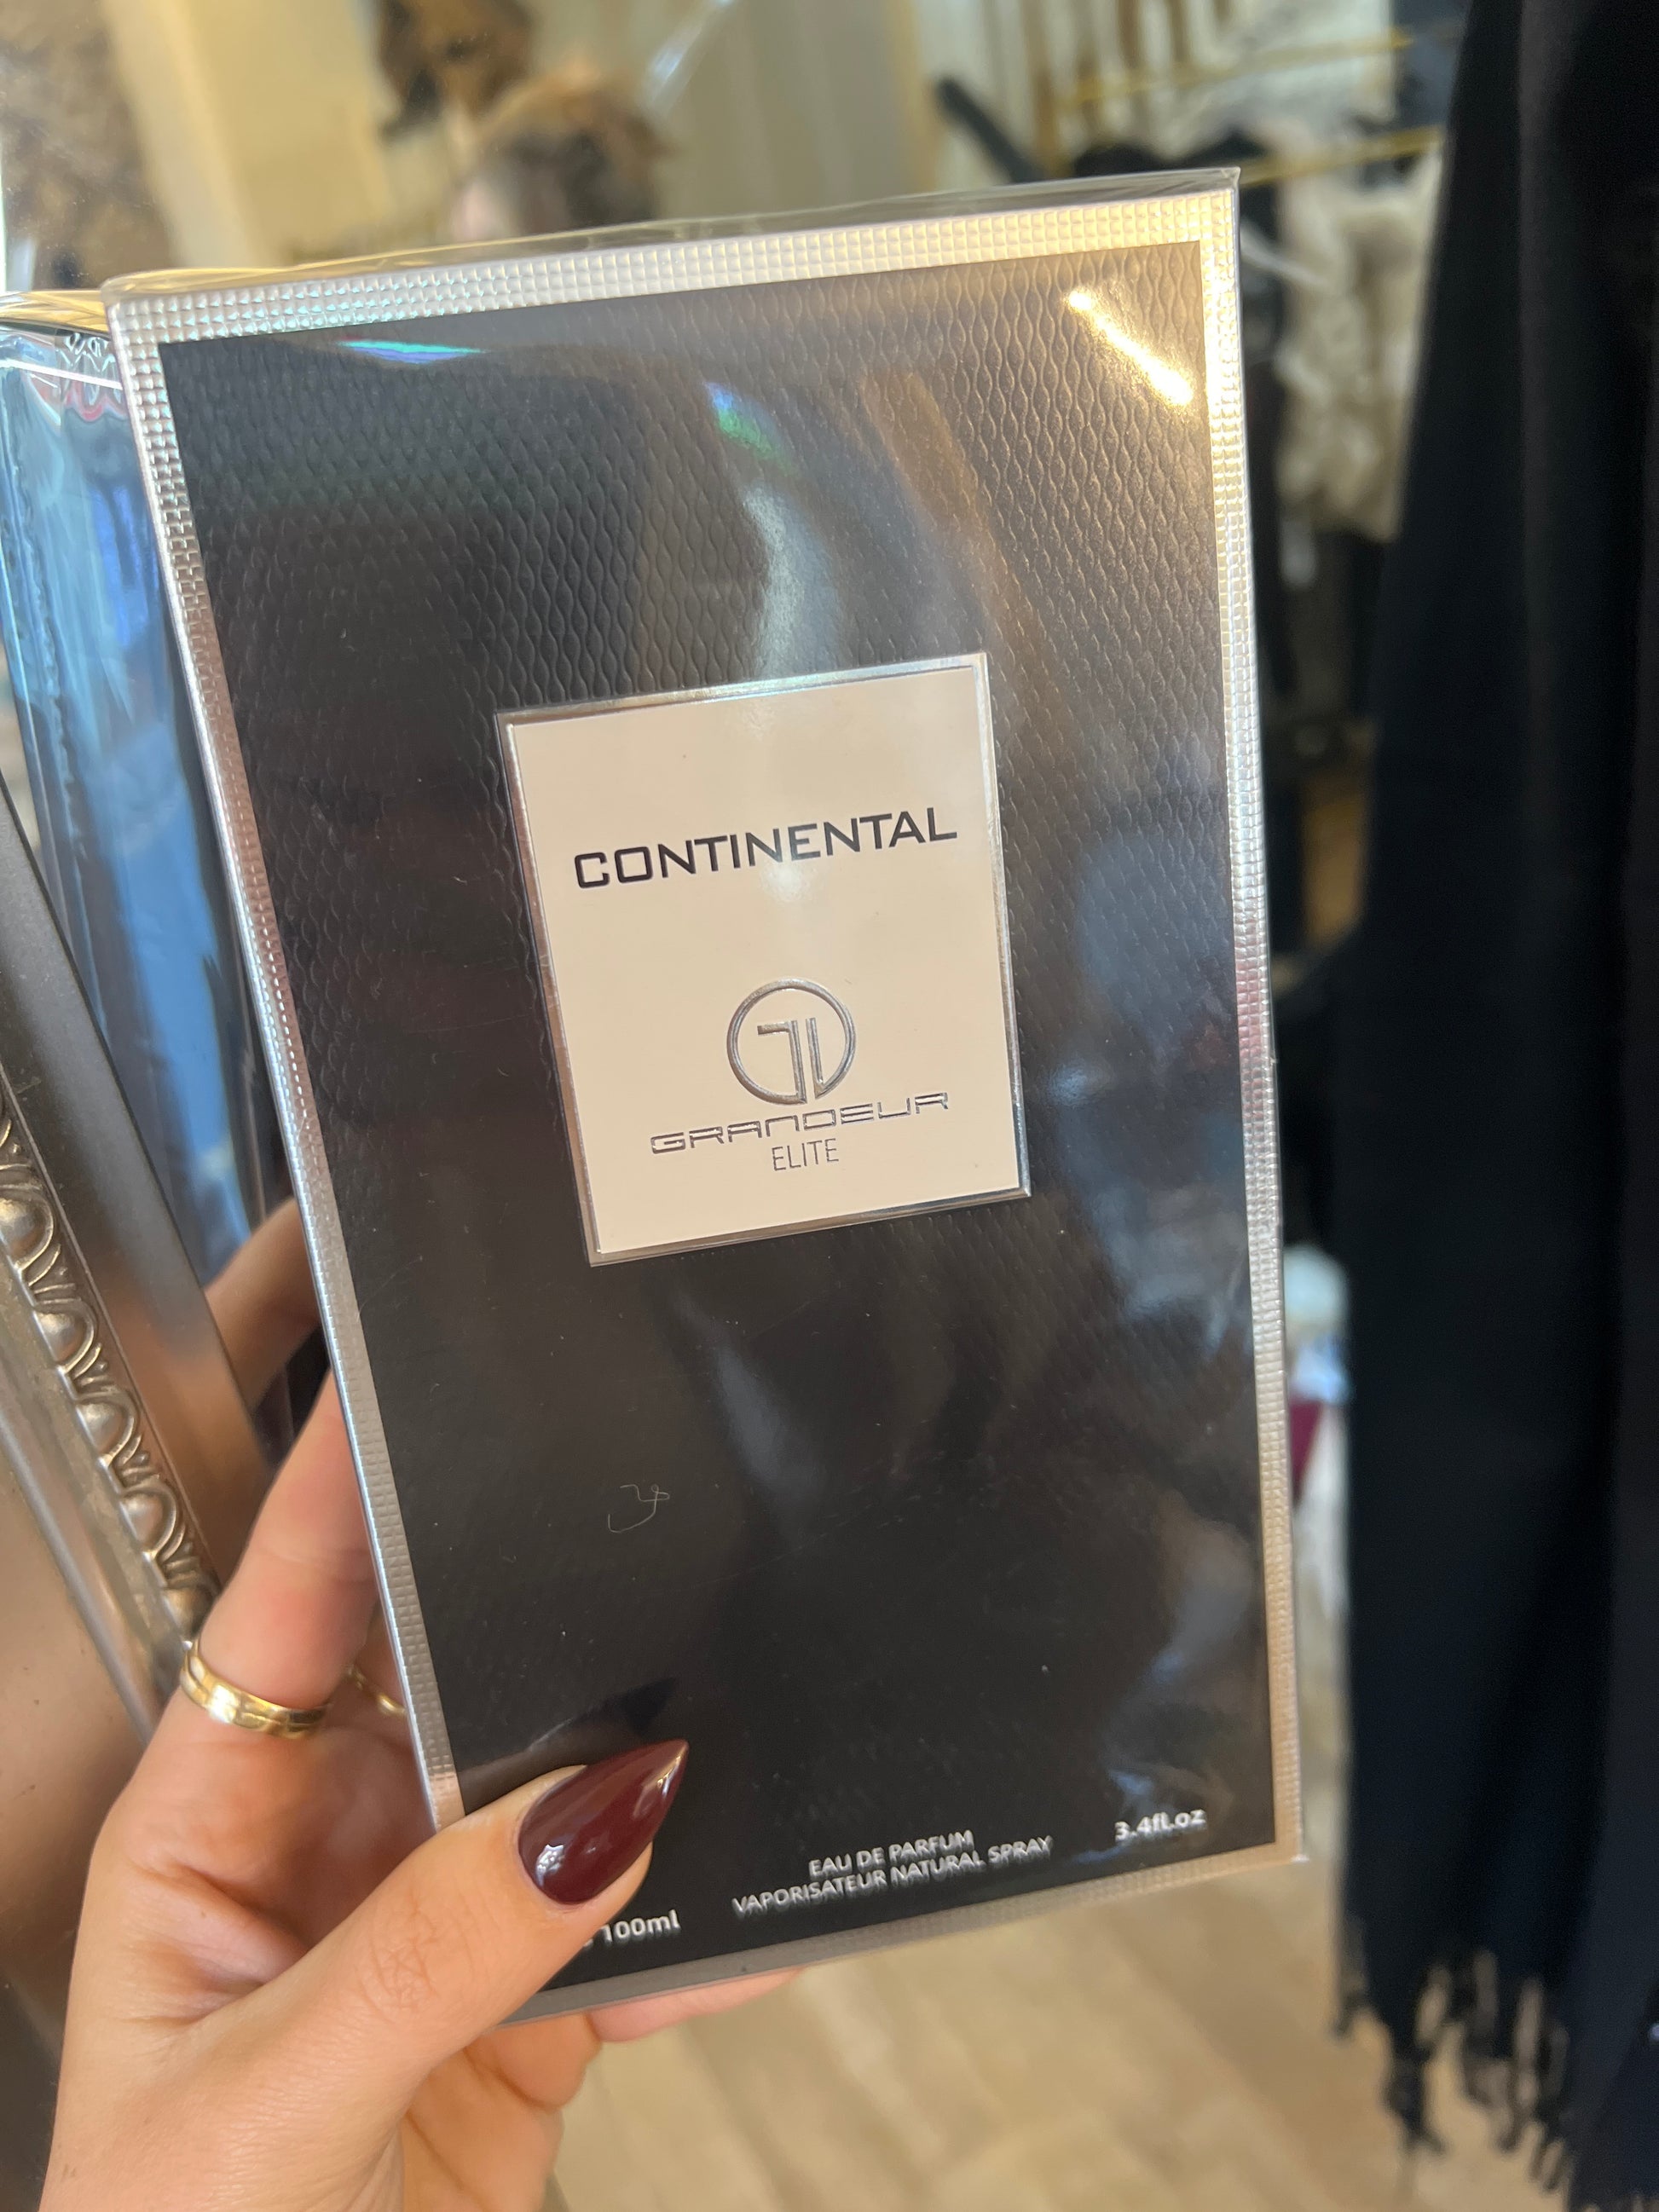 CONTINENTAL
GRANDEUR
ELITE
EAU DE PARFUM
VAPORISATEUR NATURAL SPRAY
100ml
3.4fl.oz